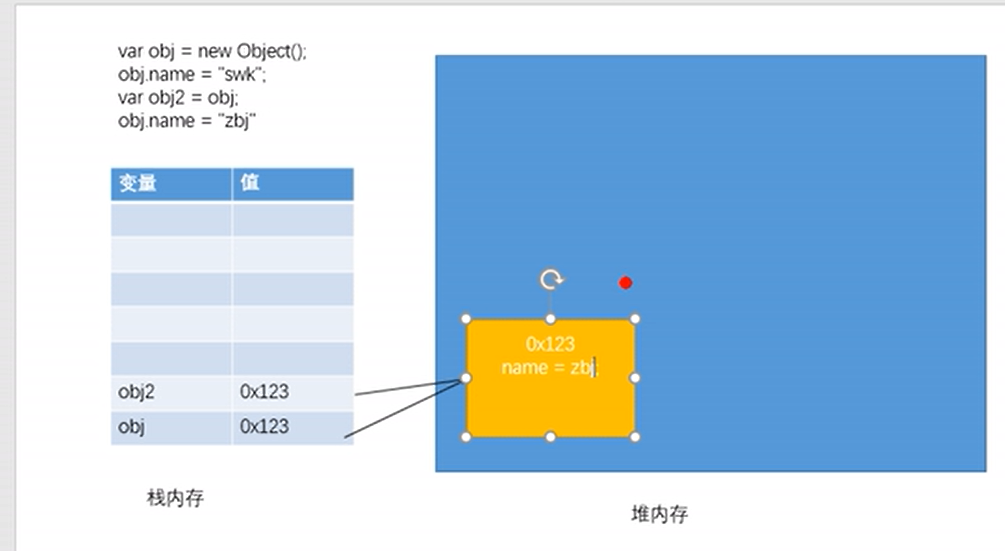 var obj = new Object();
obj.name = "swk";
var obj2 = obj;
obj.name = "zbj"
变量 值
0x123
name = zbj
obj2 0x123
obj 0x123
栈内存
堆内存